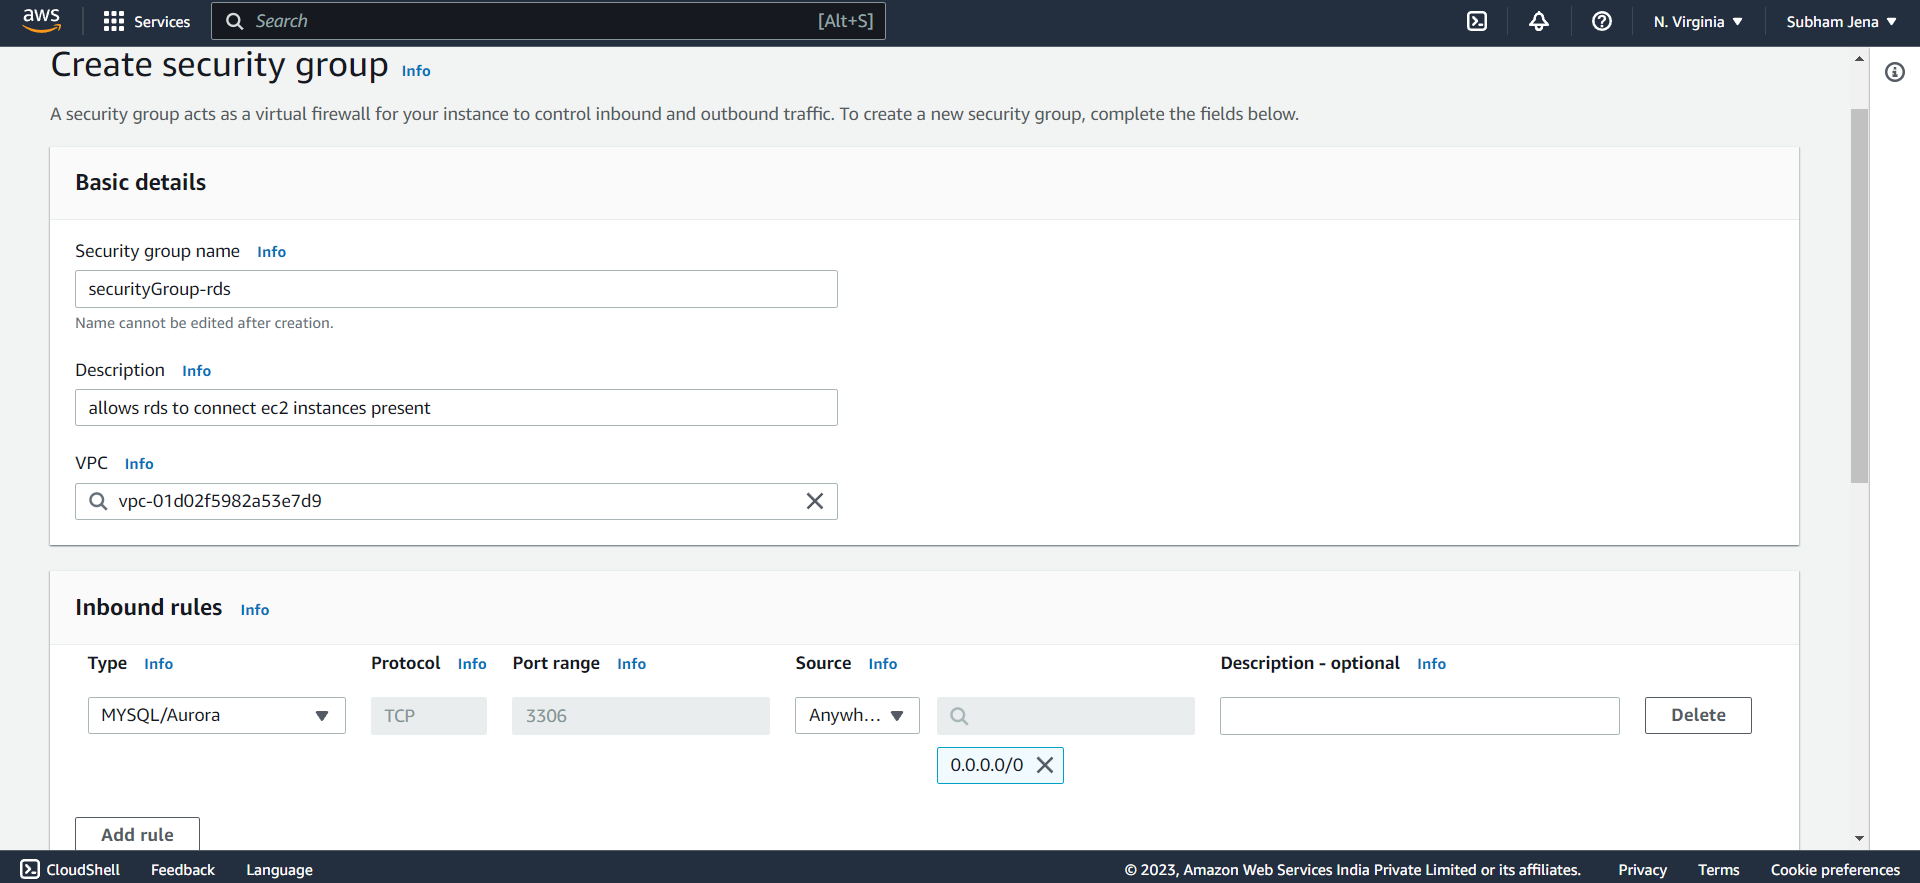 aws Services Search [Alt+S] N. Virginia Subham Jena
Create security group Info
A security group acts as a virtual firewall for your instance to control inbound and outbound traffic. To create a new security group, complete the fields below.
Basic details
Security group name Info
securityGroup-rds
Name cannot be edited after creation.
Description Info
allows rds to connect ec2 instances present
VPC Info
vpc-01d02f5982a53e7d9
Inbound rules Info
Type Info Protocol Info Port range Info Source Info Description - optional Info
MYSQL/Aurora TCP 3306 Anywh... Delete
0.0.0.0/0
Add rule
CloudShell Feedback Language © 2023, Amazon Web Services India Private Limited or its affiliates. Privacy Terms Cookie preferences